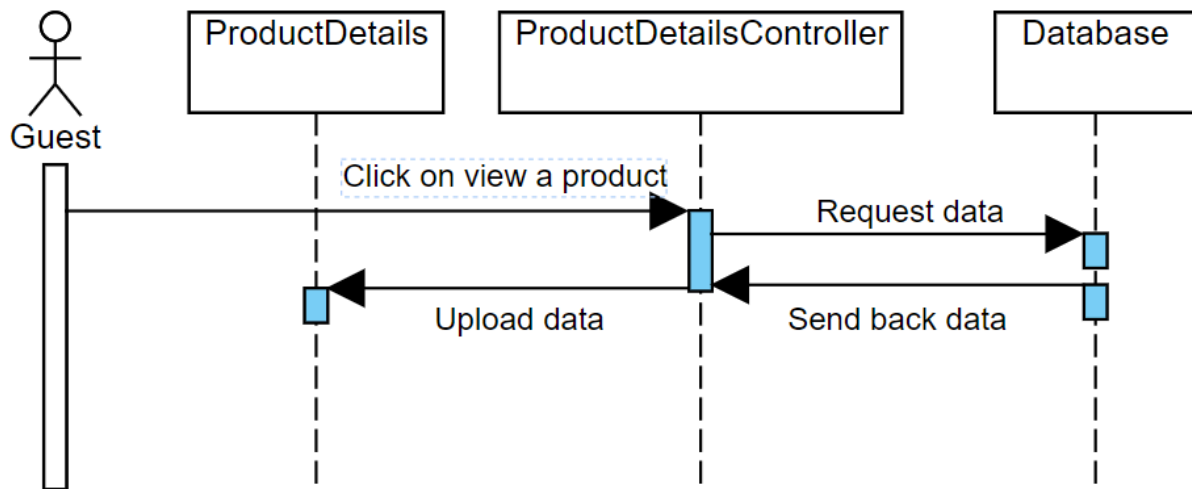 ProductDetails
ProductDetailsController
Database
Guest
Click on view a product
Request data
Upload data
Send back data